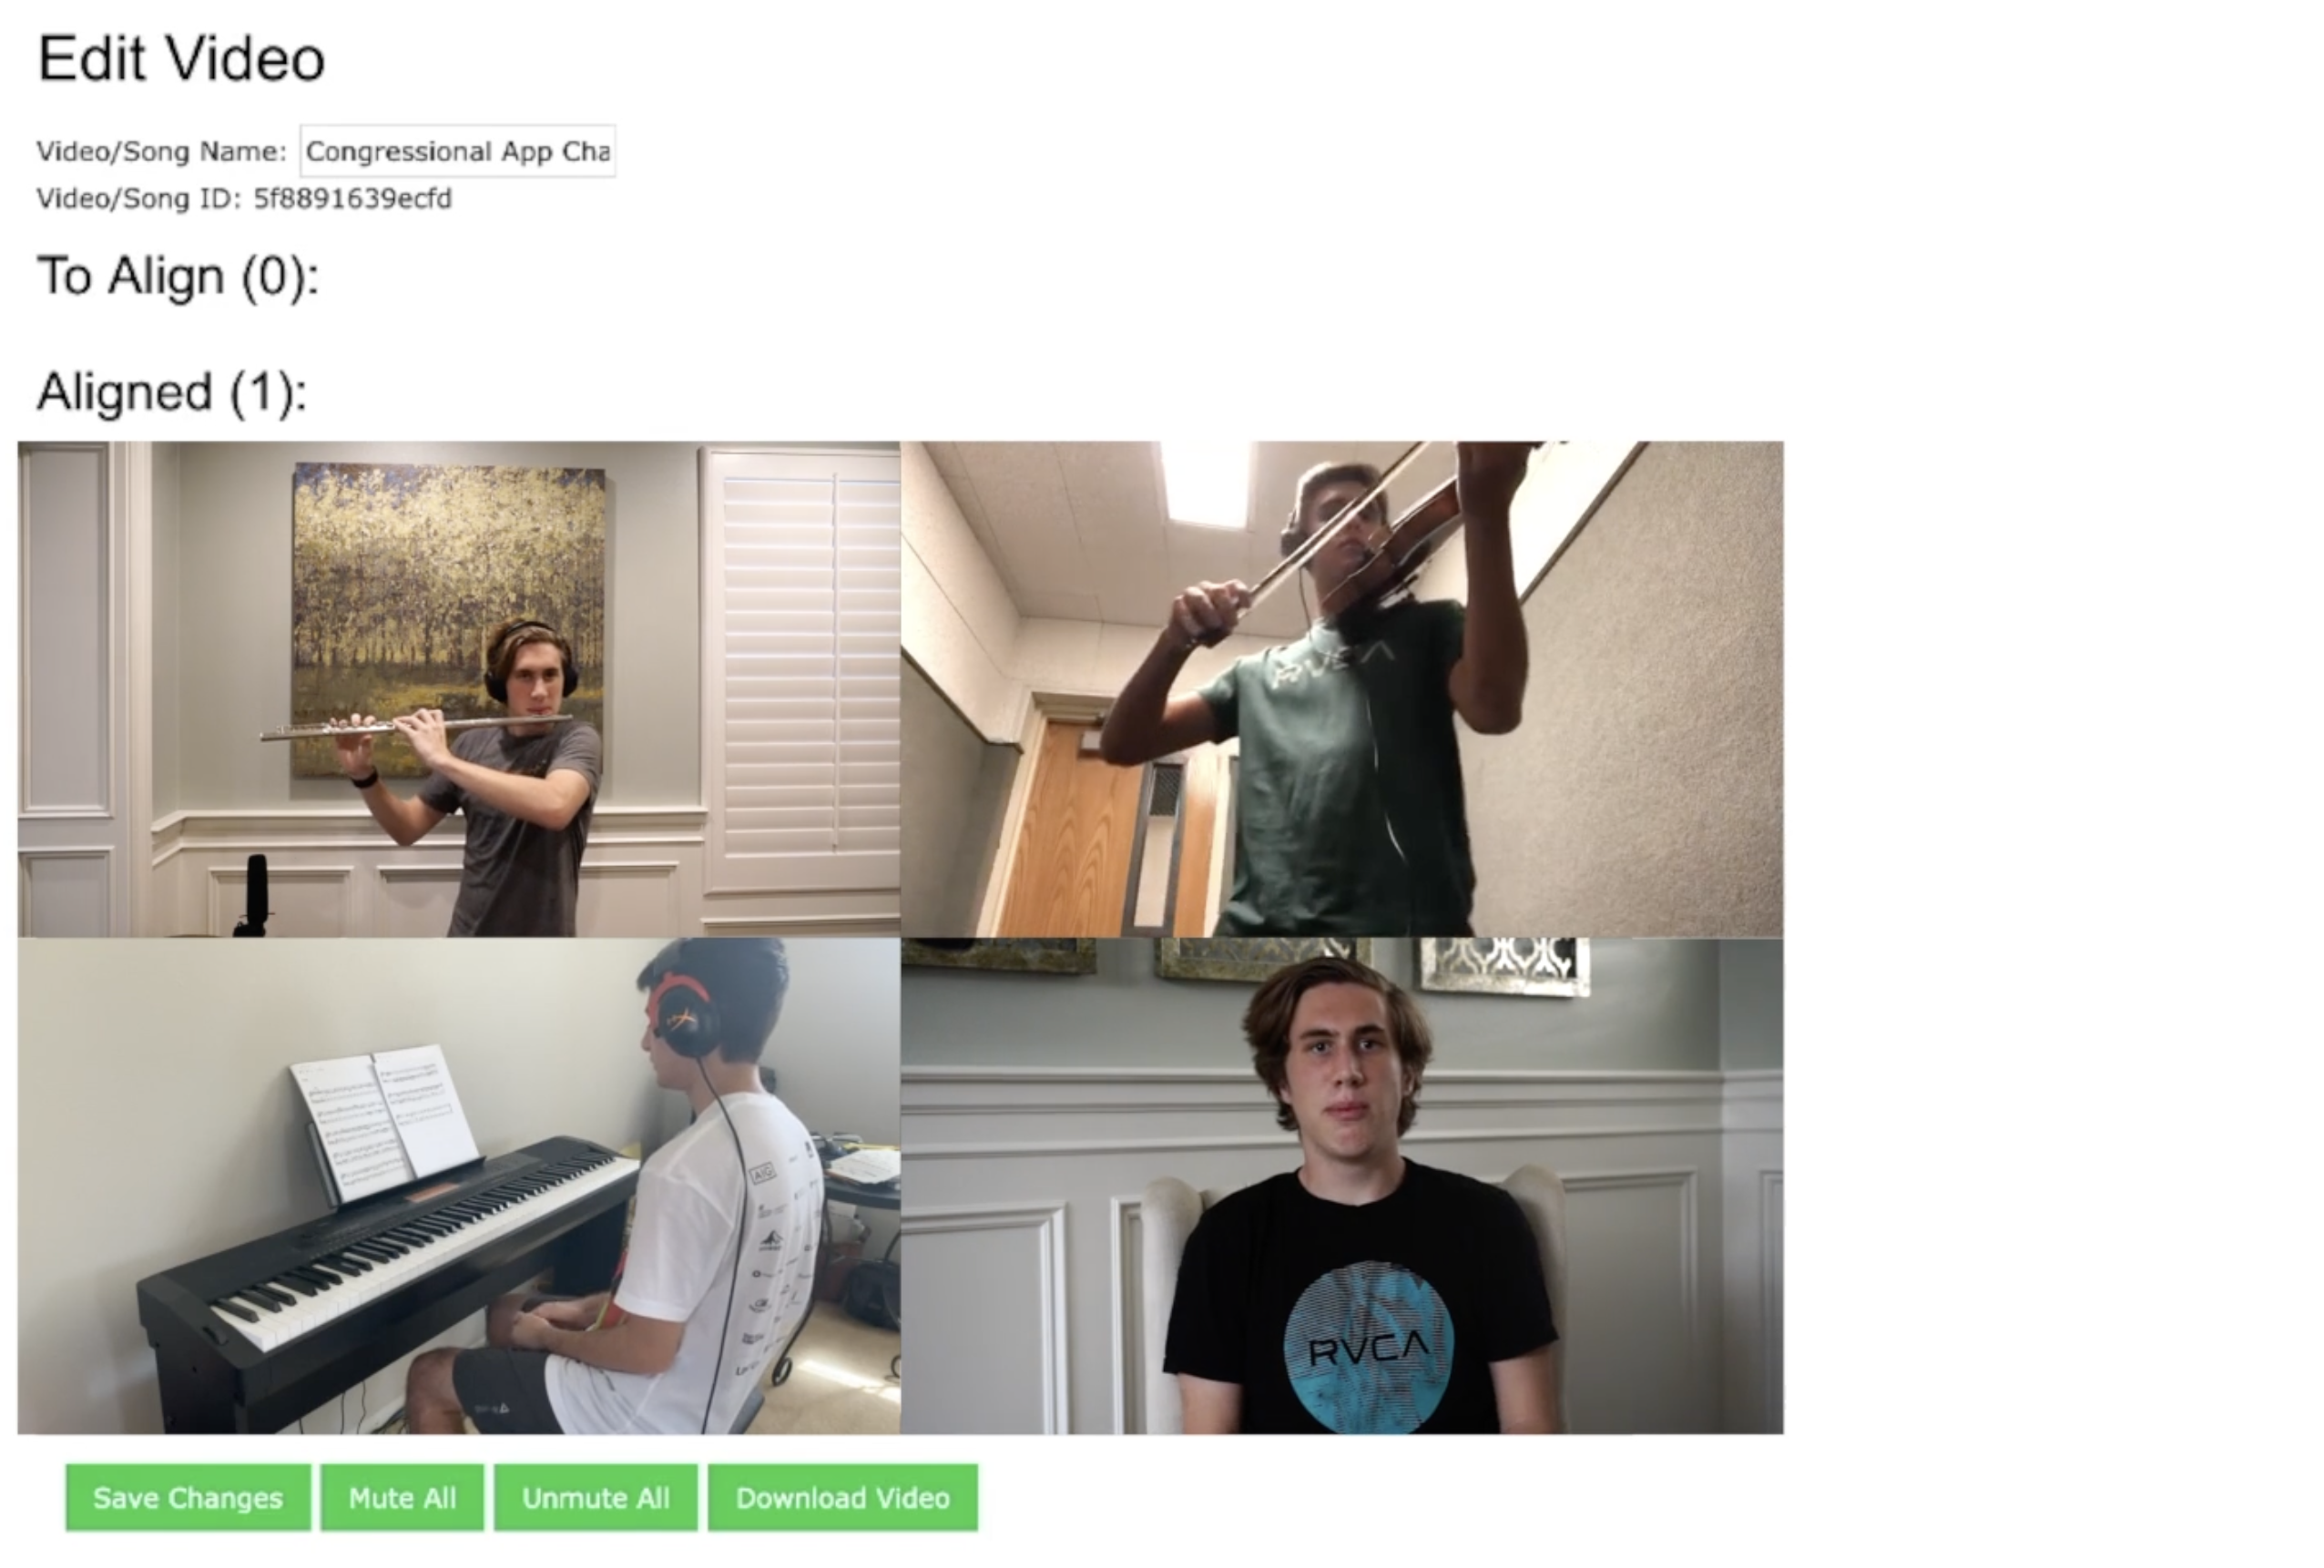 Edit Video
Video/Song Name: Congressional App Cha
Video/Song ID: 5f8891639ecfd
To Align (0):
Aligned (1):
RVCA
AIG
RVCA
Save Changes Mute All Unmute All Download Video